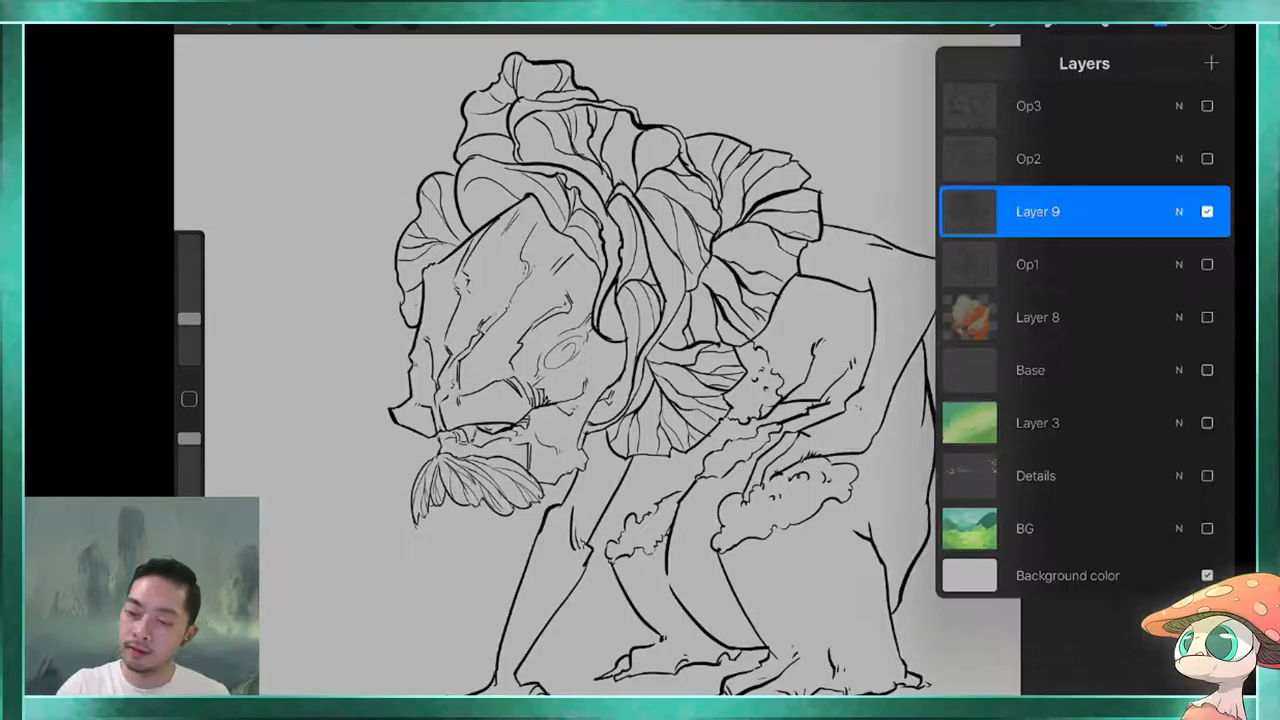 Layers
Op3 N
Op2 N
Layer 9 N
Op1 N
Layer 8 N
Base N
Layer 3 N
Details N
BG N
Background color